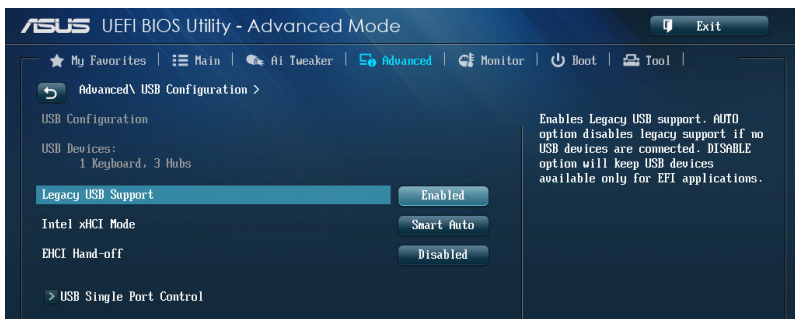 ASUS UEFI BIOS Utility - Advanced Mode
Exit
My Favorites | Main | Ai Tweaker | Advanced | Monitor | Boot | Tool |
Advanced\ USB Configuration >
USB Configuration
USB Devices:
1 Keyboard, 3 Hubs
Legacy USB Support Enabled
Intel xHCI Mode Smart Auto
EHCI Hand-off Disabled
> USB Single Port Control
Enables Legacy USB support. AUTO
option disables legacy support if no
USB devices are connected. DISABLE
option will keep USB devices
available only for EFI applications.